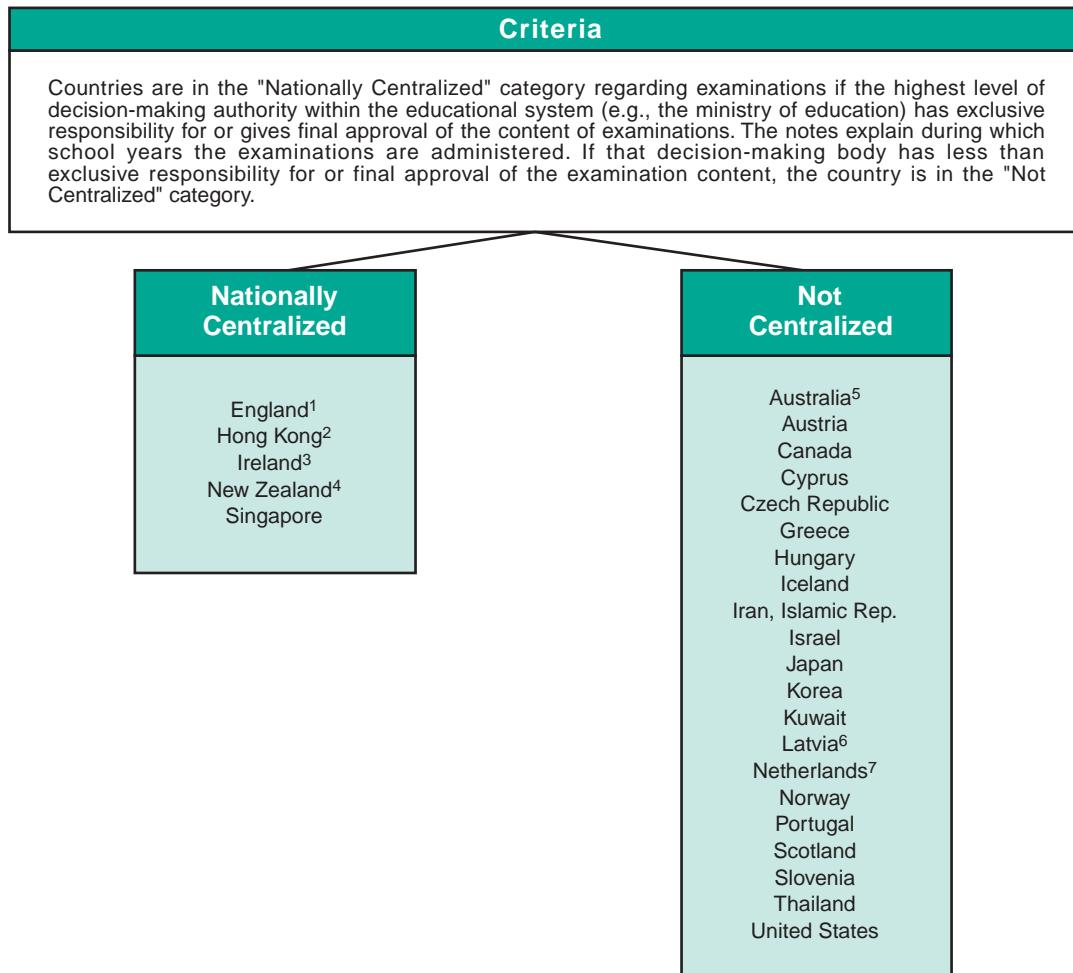 Criteria
Countries are in the "Nationally Centralized" category regarding examinations if the highest level of
decision-making authority within the educational system (e.g., the ministry of education) has exclusive
responsibility for or gives final approval of the content of examinations. The notes explain during which
school years the examinations are administered. If that decision-making body has less than
exclusive responsibility for or final approval of the examination content, the country is in the "Not
Centralized" category.
Nationally
Centralized
England1
Hong Kong2
Ireland3
New Zealand4
Singapore
Not
Centralized
Australia5
Austria
Canada
Cyprus
Czech Republic
Greece
Hungary
Iceland
Iran, Islamic Rep.
Israel
Japan
Korea
Kuwait
Latvia6
Netherlands7
Norway
Portugal
Scotland
Slovenia
Thailand
United States